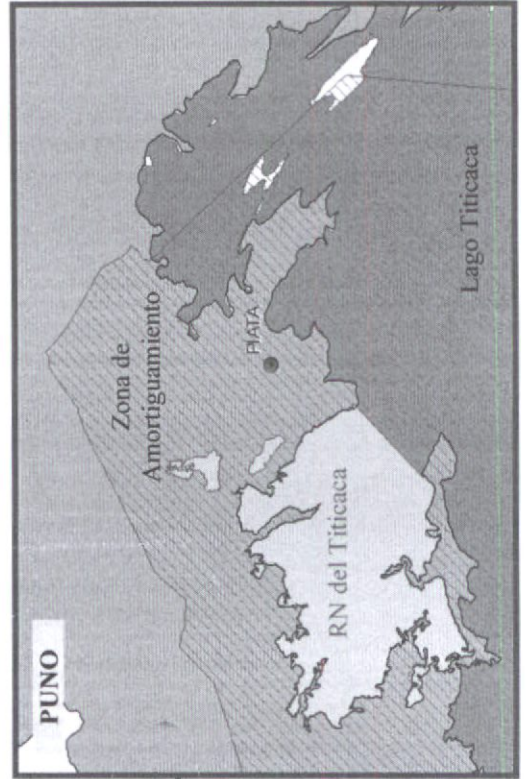 PUNO
Zona de
Amortiguamiento
PIATA
RN del Titicaca
Lago Titicaca